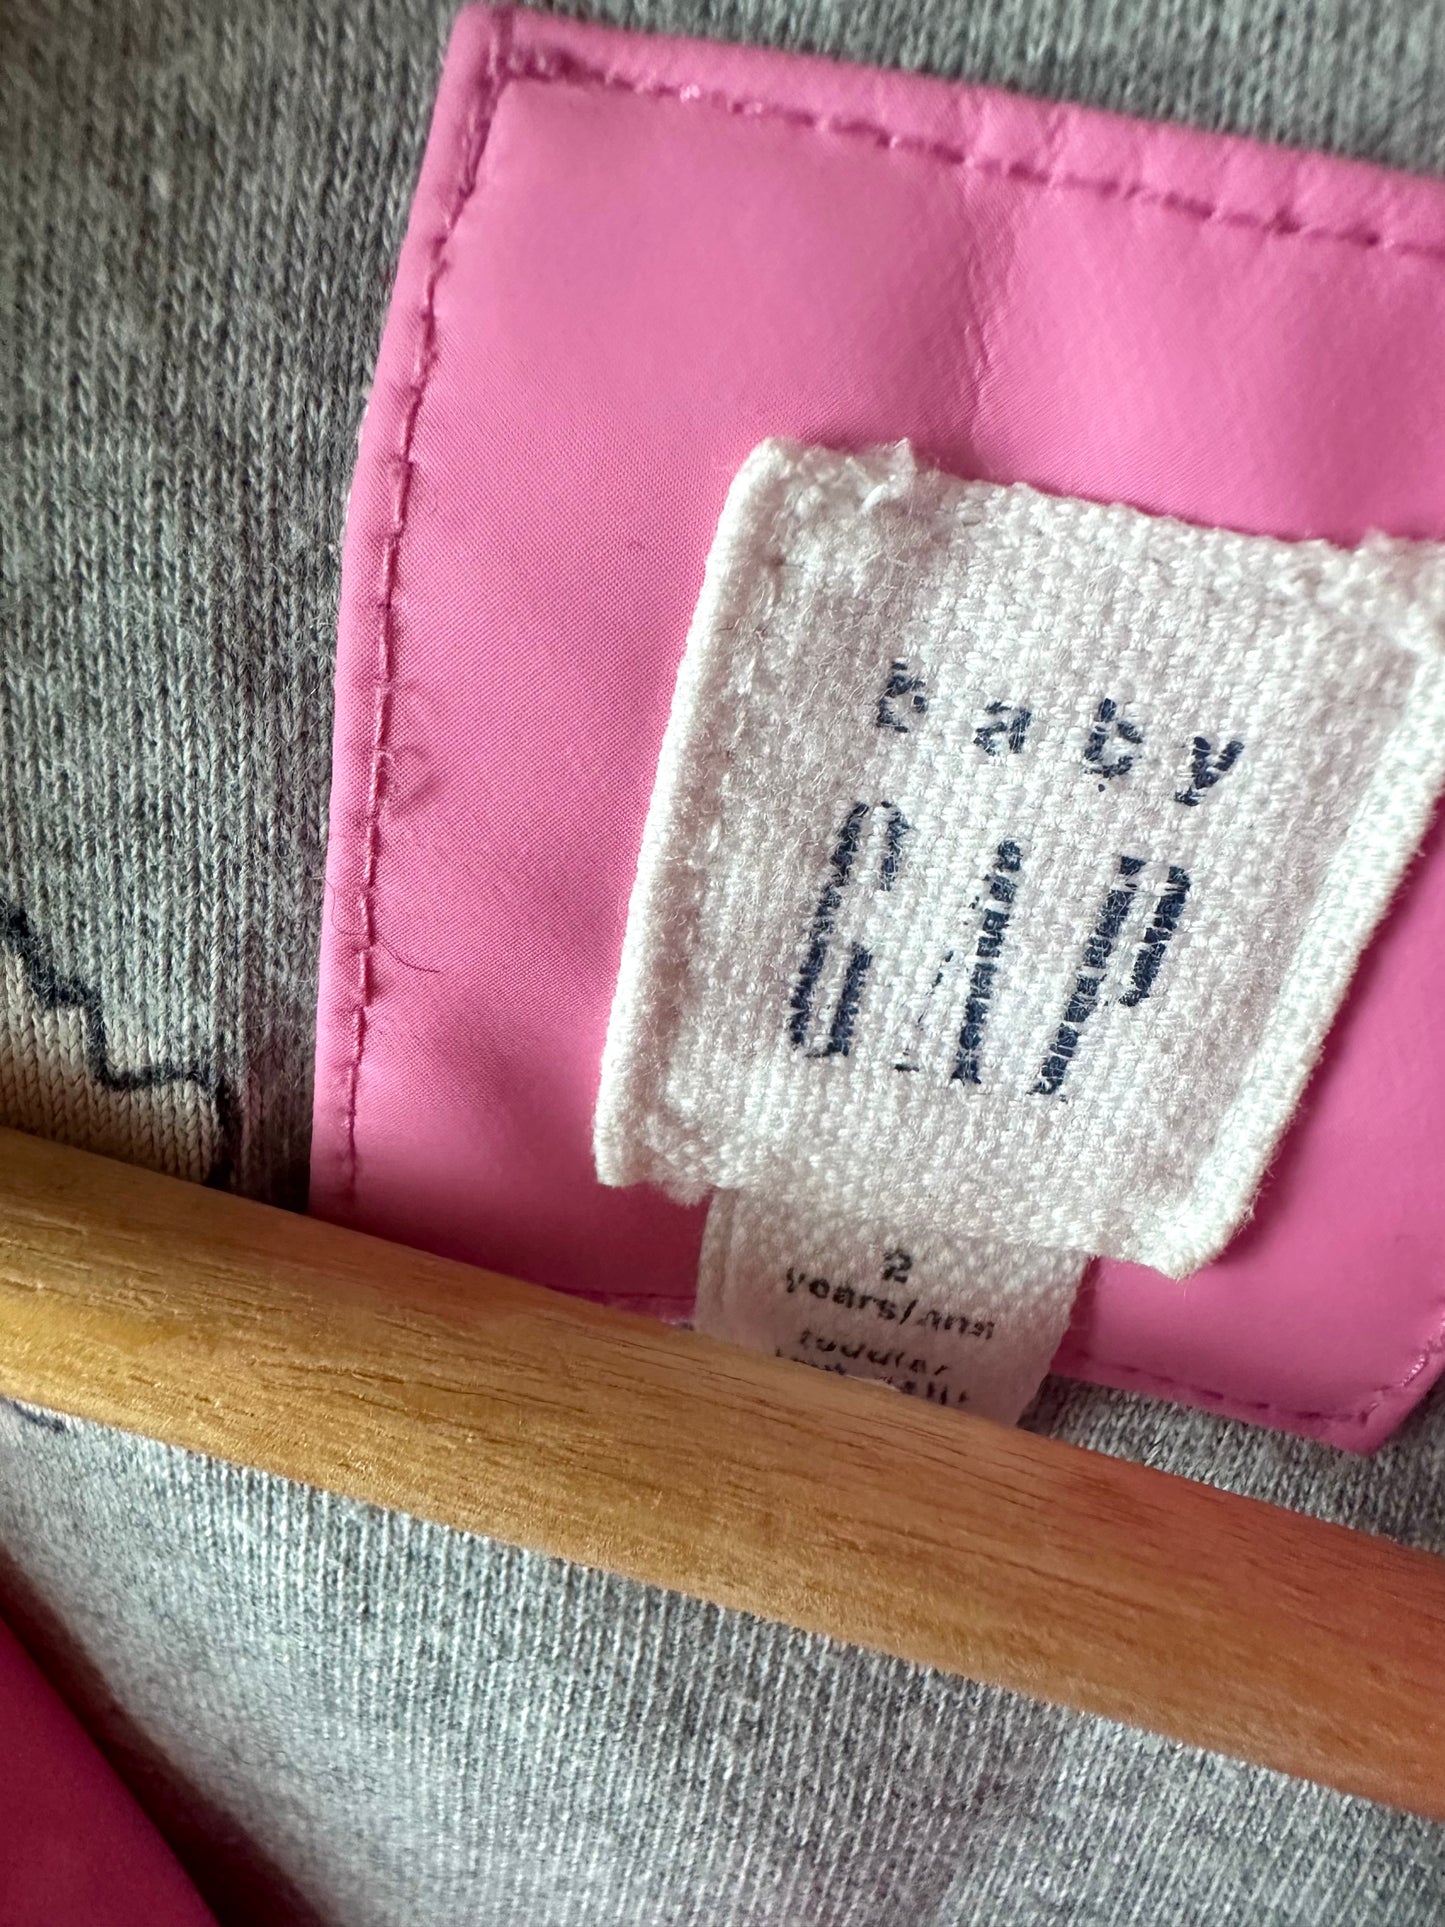 baby
GAP
2
years/ans
toddler